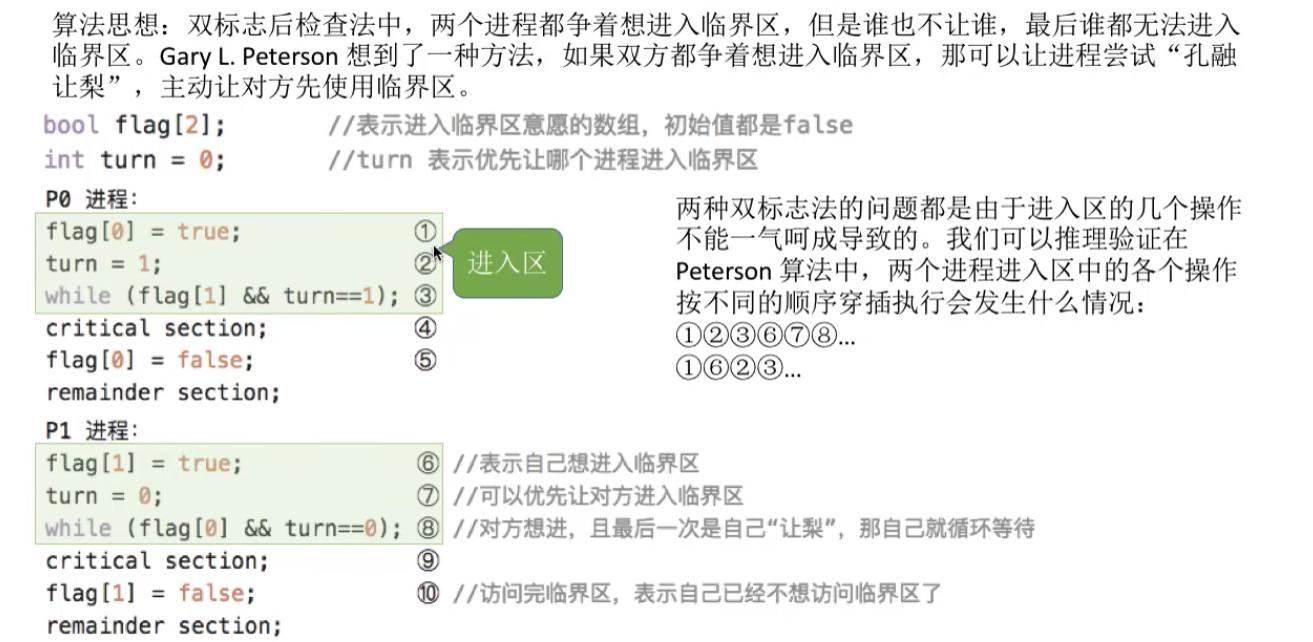 算法思想：双标志后检查法中，两个进程都争着想进入临界区，但是谁也不让谁，最后谁都无法进入
临界区。Gary L. Peterson 想到了一种方法，如果双方都争着想进入临界区，那可以让进程尝试“孔融
让梨”，主动让对方先使用临界区。
bool flag[2]; //表示进入临界区意愿的数组，初始值都是false
int turn = 0; //turn 表示优先让哪个进程进入临界区
P0 进程：
flag[0] = true; ①
turn = 1; ②
while (flag[1] && turn==1); ③
进入区
critical section; ④
flag[0] = false; ⑤
remainder section;
两种双标志法的问题都是由于进入区的几个操作
不能一气呵成导致的。我们可以推理验证在
Peterson 算法中，两个进程进入区中的各个操作
按不同的顺序穿插执行会发生什么情况：
①②③⑥⑦⑧...
①⑥②③...
P1 进程：
flag[1] = true; ⑥ //表示自己想进入临界区
turn = 0; ⑦ //可以优先让对方进入临界区
while (flag[0] && turn==0); ⑧ //对方想进，且最后一次是自己“让梨”，那自己就循环等待
critical section; ⑨
flag[1] = false; ⑩ //访问完临界区，表示自己已经不想访问临界区了
remainder section;